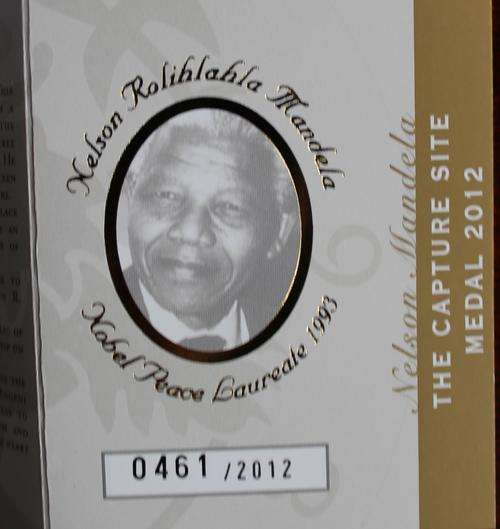 Nelson Rolihlahla Mandela
Nobel Peace Laureate 1993
0461 /2012
Nelson Mandela
THE CAPTURE SITE
MEDAL 2012